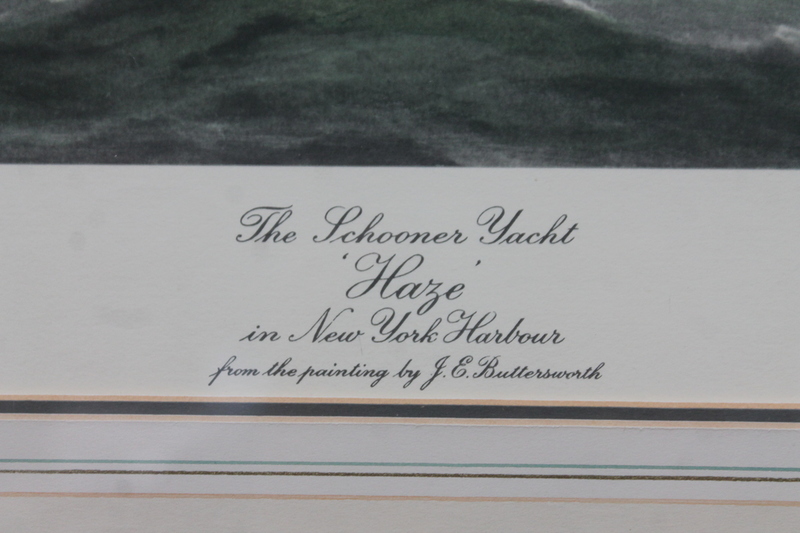 The Schooner Yacht
'Haze'
in New York Harbour
from the painting by J.E. Buttersworth